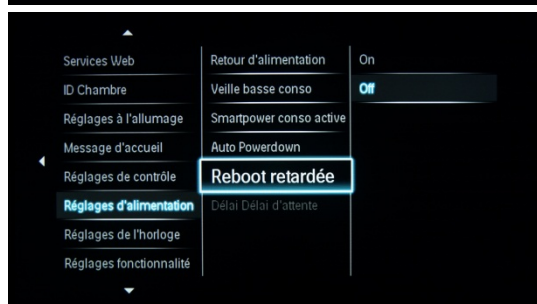 Services Web
ID Chambre
Réglages à l'allumage
Message d'accueil
Réglages de contrôle
Réglages d'alimentation
Réglages de l'horloge
Réglages fonctionnalité
Retour d'alimentation
Veille basse conso
Smartpower conso active
Auto Powerdown
Reboot retardée
Délai Délai d'attente
On
Off